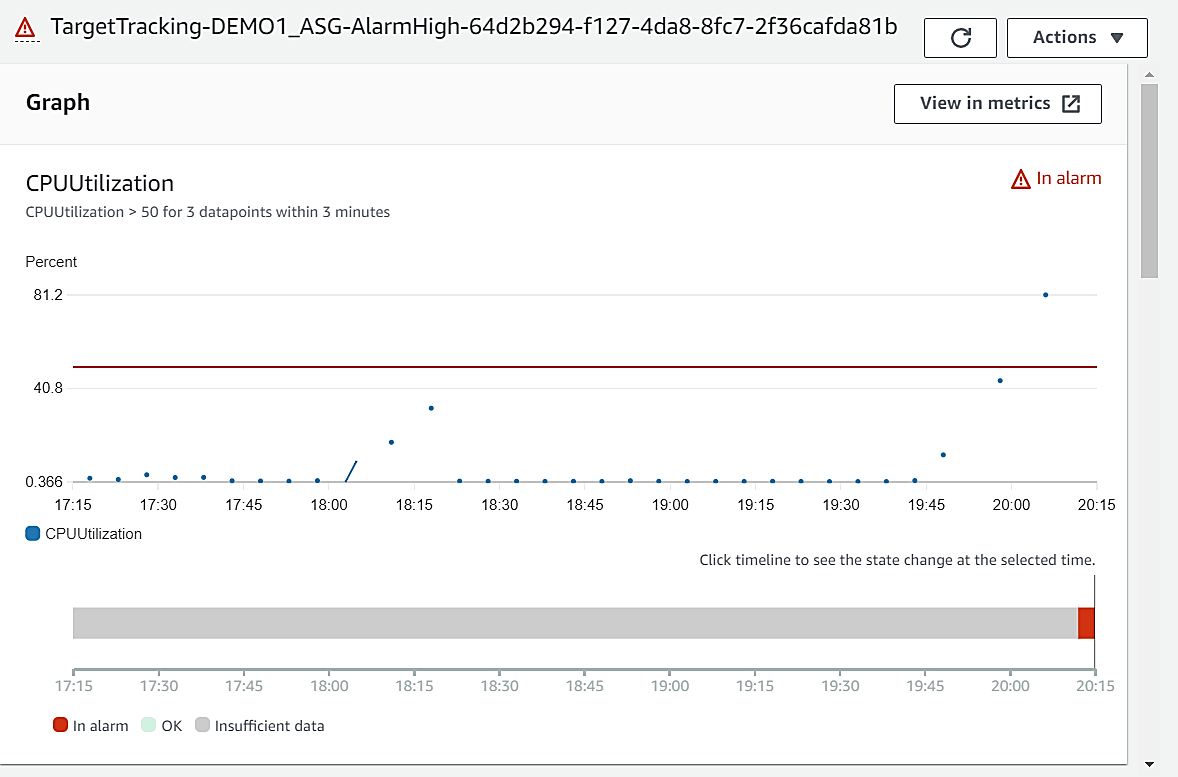 TargetTracking-DEMO1_ASG-AlarmHigh-64d2b294-f127-4da8-8fc7-2f36cafda81b
Actions
Graph
View in metrics
CPUUtilization
In alarm
CPUUtilization > 50 for 3 datapoints within 3 minutes
Percent
81.2
40.8
0.366
17:15 17:30 17:45 18:00 18:15 18:30 18:45 19:00 19:15 19:30 19:45 20:00 20:15
CPUUtilization
Click timeline to see the state change at the selected time.
17:15 17:30 17:45 18:00 18:15 18:30 18:45 19:00 19:15 19:30 19:45 20:00 20:15
In alarm OK Insufficient data